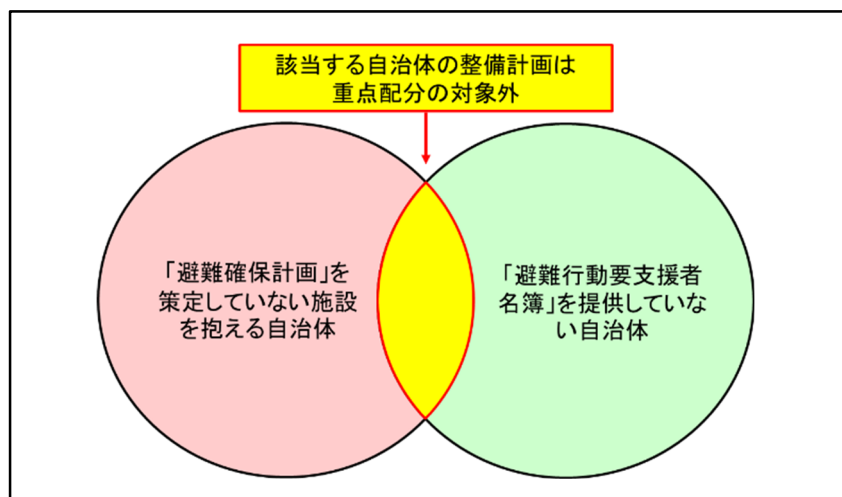 該当する自治体の整備計画は
重点配分の対象外
「避難確保計画」を
策定していない施設
を抱える自治体
「避難行動要支援者
名簿」を提供していな
い自治体